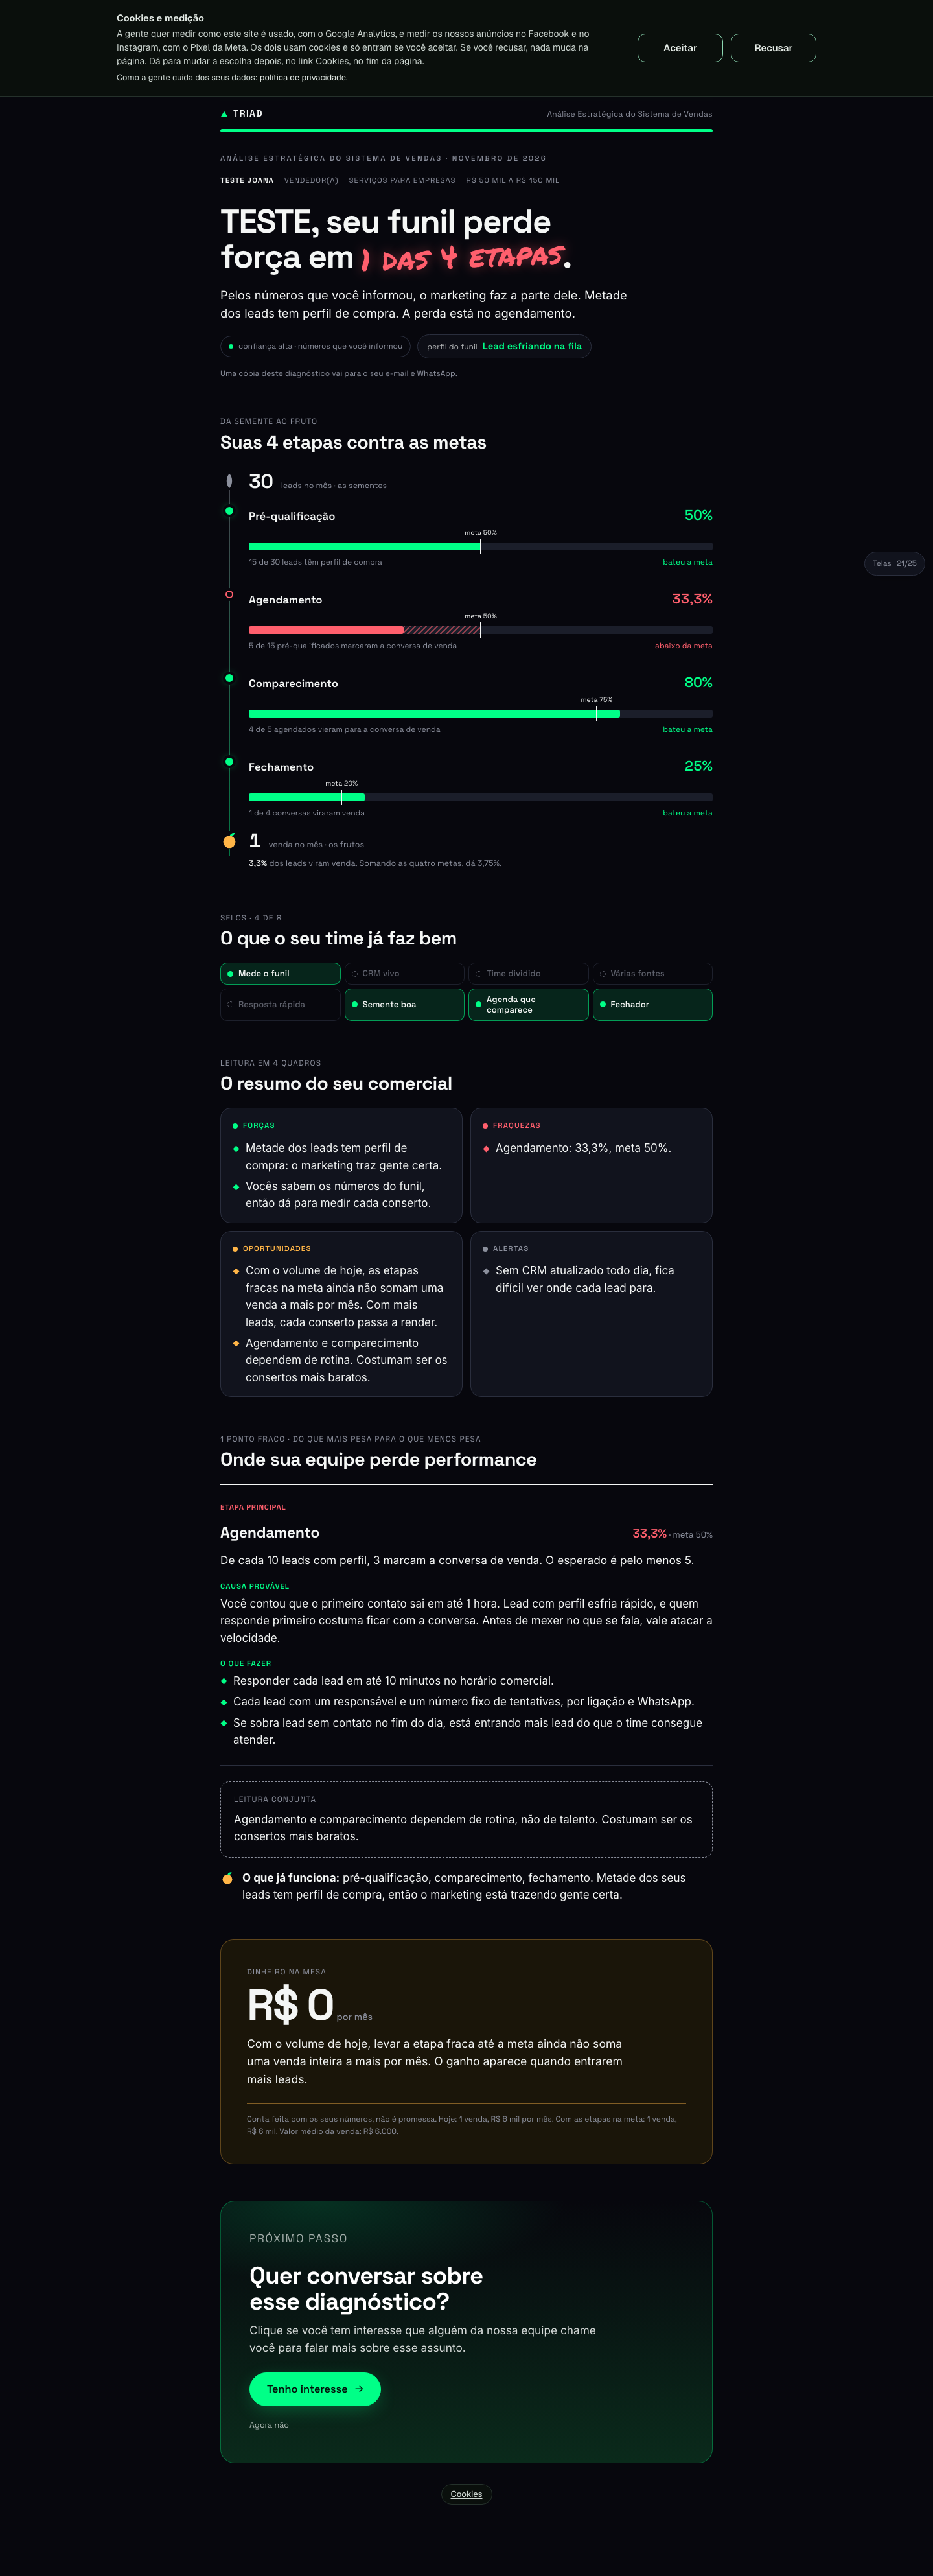 Cookies e medição
A gente quer medir como este site é usado, com o Google Analytics, e medir os nossos anúncios no Facebook e no
Instagram, com o Pixel da Meta. Os dois usam cookies e só entram se você aceitar. Se você recusar, nada muda na
página. Dá para mudar a escolha depois, no link Cookies, no fim da página.
Como a gente cuida dos seus dados: política de privacidade.
Aceitar
Recusar
TRIAD
Análise Estratégica do Sistema de Vendas
ANÁLISE ESTRATÉGICA DO SISTEMA DE VENDAS · NOVEMBRO DE 2026
TESTE JOANA VENDEDOR(A) SERVIÇOS PARA EMPRESAS R$ 50 MIL A R$ 150 MIL
TESTE, seu funil perde
força em 1 DAS 4 ETAPAS.
Pelos números que você informou, o marketing faz a parte dele. Metade
dos leads tem perfil de compra. A perda está no agendamento.
confiança alta · números que você informou
perfil do funil Lead esfriando na fila
Uma cópia deste diagnóstico vai para o seu e-mail e WhatsApp.
DA SEMENTE AO FRUTO
Suas 4 etapas contra as metas
30 leads no mês · as sementes
Pré-qualificação 50%
meta 50%
15 de 30 leads têm perfil de compra bateu a meta
Telas 21/25
Agendamento 33,3%
meta 50%
5 de 15 pré-qualificados marcaram a conversa de venda abaixo da meta
Comparecimento 80%
meta 75%
4 de 5 agendados vieram para a conversa de venda bateu a meta
Fechamento 25%
meta 20%
1 de 4 conversas viraram venda bateu a meta
1 venda no mês · os frutos
3,3% dos leads viram venda. Somando as quatro metas, dá 3,75%.
SELOS · 4 DE 8
O que o seu time já faz bem
Mede o funil
CRM vivo
Time dividido
Várias fontes
Resposta rápida
Semente boa
Agenda que
comparece
Fechador
LEITURA EM 4 QUADROS
O resumo do seu comercial
FORÇAS
Metade dos leads tem perfil de
compra: o marketing traz gente certa.
Vocês sabem os números do funil,
então dá para medir cada conserto.
FRAQUEZAS
Agendamento: 33,3%, meta 50%.
OPORTUNIDADES
Com o volume de hoje, as etapas
fracas na meta ainda não somam uma
venda a mais por mês. Com mais
leads, cada conserto passa a render.
Agendamento e comparecimento
dependem de rotina. Costumam ser os
consertos mais baratos.
ALERTAS
Sem CRM atualizado todo dia, fica
difícil ver onde cada lead para.
1 PONTO FRACO · DO QUE MAIS PESA PARA O QUE MENOS PESA
Onde sua equipe perde performance
ETAPA PRINCIPAL
Agendamento 33,3% · meta 50%
De cada 10 leads com perfil, 3 marcam a conversa de venda. O esperado é pelo menos 5.
CAUSA PROVÁVEL
Você contou que o primeiro contato sai em até 1 hora. Lead com perfil esfria rápido, e quem
responde primeiro costuma ficar com a conversa. Antes de mexer no que se fala, vale atacar a
velocidade.
O QUE FAZER
Responder cada lead em até 10 minutos no horário comercial.
Cada lead com um responsável e um número fixo de tentativas, por ligação e WhatsApp.
Se sobra lead sem contato no fim do dia, está entrando mais lead do que o time consegue
atender.
LEITURA CONJUNTA
Agendamento e comparecimento dependem de rotina, não de talento. Costumam ser os
consertos mais baratos.
O que já funciona: pré-qualificação, comparecimento, fechamento. Metade dos seus
leads tem perfil de compra, então o marketing está trazendo gente certa.
DINHEIRO NA MESA
R$ 0 por mês
Com o volume de hoje, levar a etapa fraca até a meta ainda não soma
uma venda inteira a mais por mês. O ganho aparece quando entrarem
mais leads.
Conta feita com os seus números, não é promessa. Hoje: 1 venda, R$ 6 mil por mês. Com as etapas na meta: 1 venda,
R$ 6 mil. Valor médio da venda: R$ 6.000.
PRÓXIMO PASSO
Quer conversar sobre
esse diagnóstico?
Clique se você tem interesse que alguém da nossa equipe chame
você para falar mais sobre esse assunto.
Tenho interesse →
Agora não
Cookies